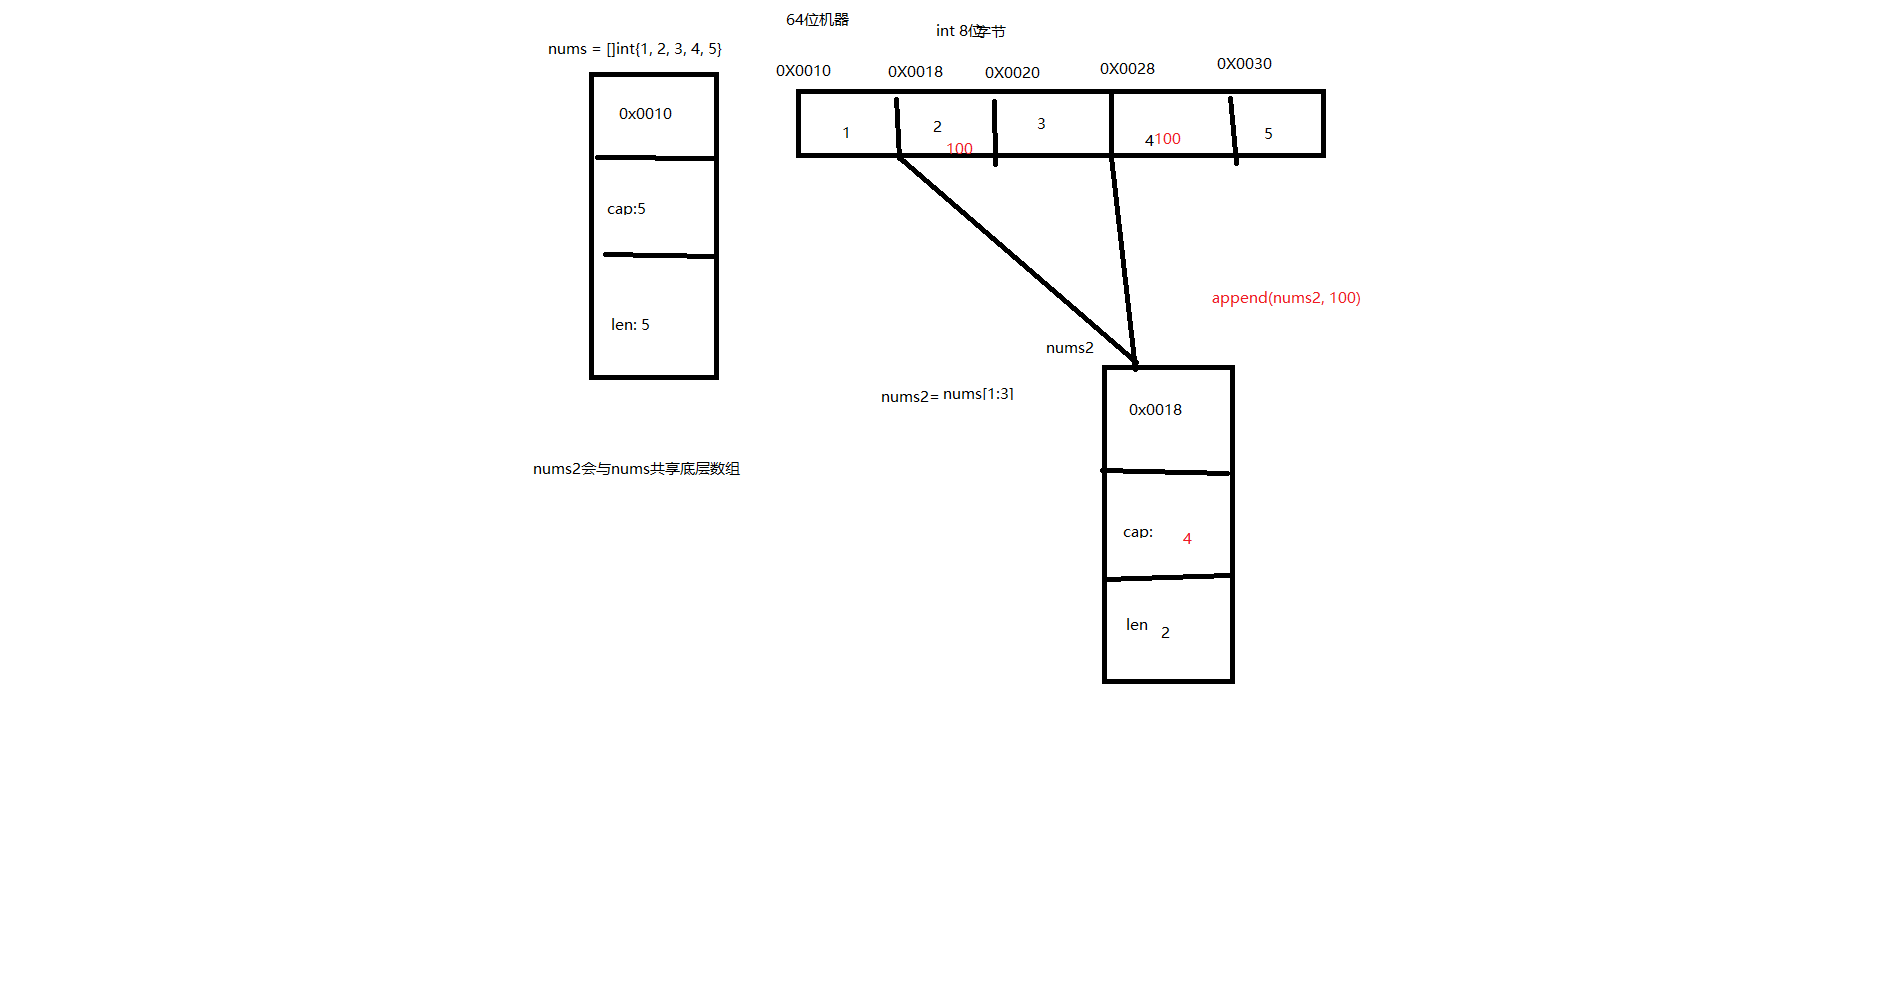 64位机器
int 8位字节
nums = []int{1, 2, 3, 4, 5}
0X0010
0X0018
0X0020
0X0028
0X0030
0x0010
1
2
3
4
5
100
100
cap:5
len: 5
append(nums2, 100)
nums2
nums2= nums[1:3]
0x0018
nums2会与nums共享底层数组
cap: 4
len 2